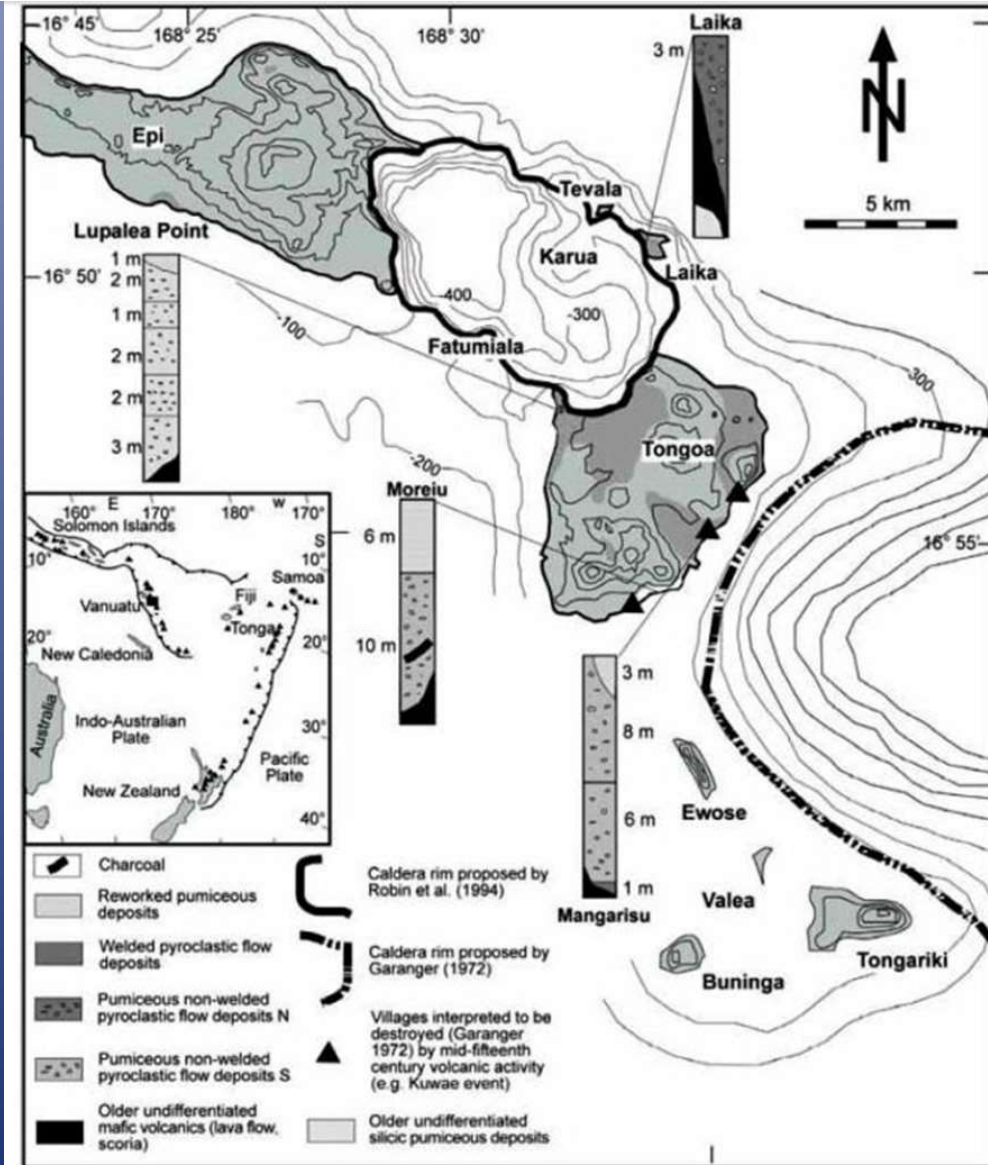 16° 45'
168° 25'
168° 30'
Laika
3 m
N
5 km
Epi
Tevala
Karua
Laika
Lupalea Point
1 m
2 m
1 m
2 m
2 m
3 m
16° 50'
-400
-300
-100
Fatumiala
-300
Tongoa
-200
Moreiu
6 m
10 m
16° 55'
160°
E
170°
180°
W
170°
Solomon Islands
S
10°
10°
Samoa
Fiji
Vanuatu
Tonga
20°
20°
New Caledonia
Australia
Indo-Australian
Plate
30°
Pacific
Plate
New Zealand
40°
3 m
8 m
6 m
1 m
Mangarisu
Ewose
Valea
Buninga
Tongariki
Charcoal
Reworked pumiceous
deposits
Welded pyroclastic flow
deposits
Pumiceous non-welded
pyroclastic flow deposits N
Pumiceous non-welded
pyroclastic flow deposits S
Older undifferentiated
mafic volcanics (lava flow,
scoria)
Caldera rim proposed by
Robin et al. (1994)
Caldera rim proposed by
Garanger (1972)
Villages interpreted to be
destroyed (Garanger
1972) by mid-fifteenth
century volcanic activity
(e.g. Kuwae event)
Older undifferentiated
silicic pumiceous deposits